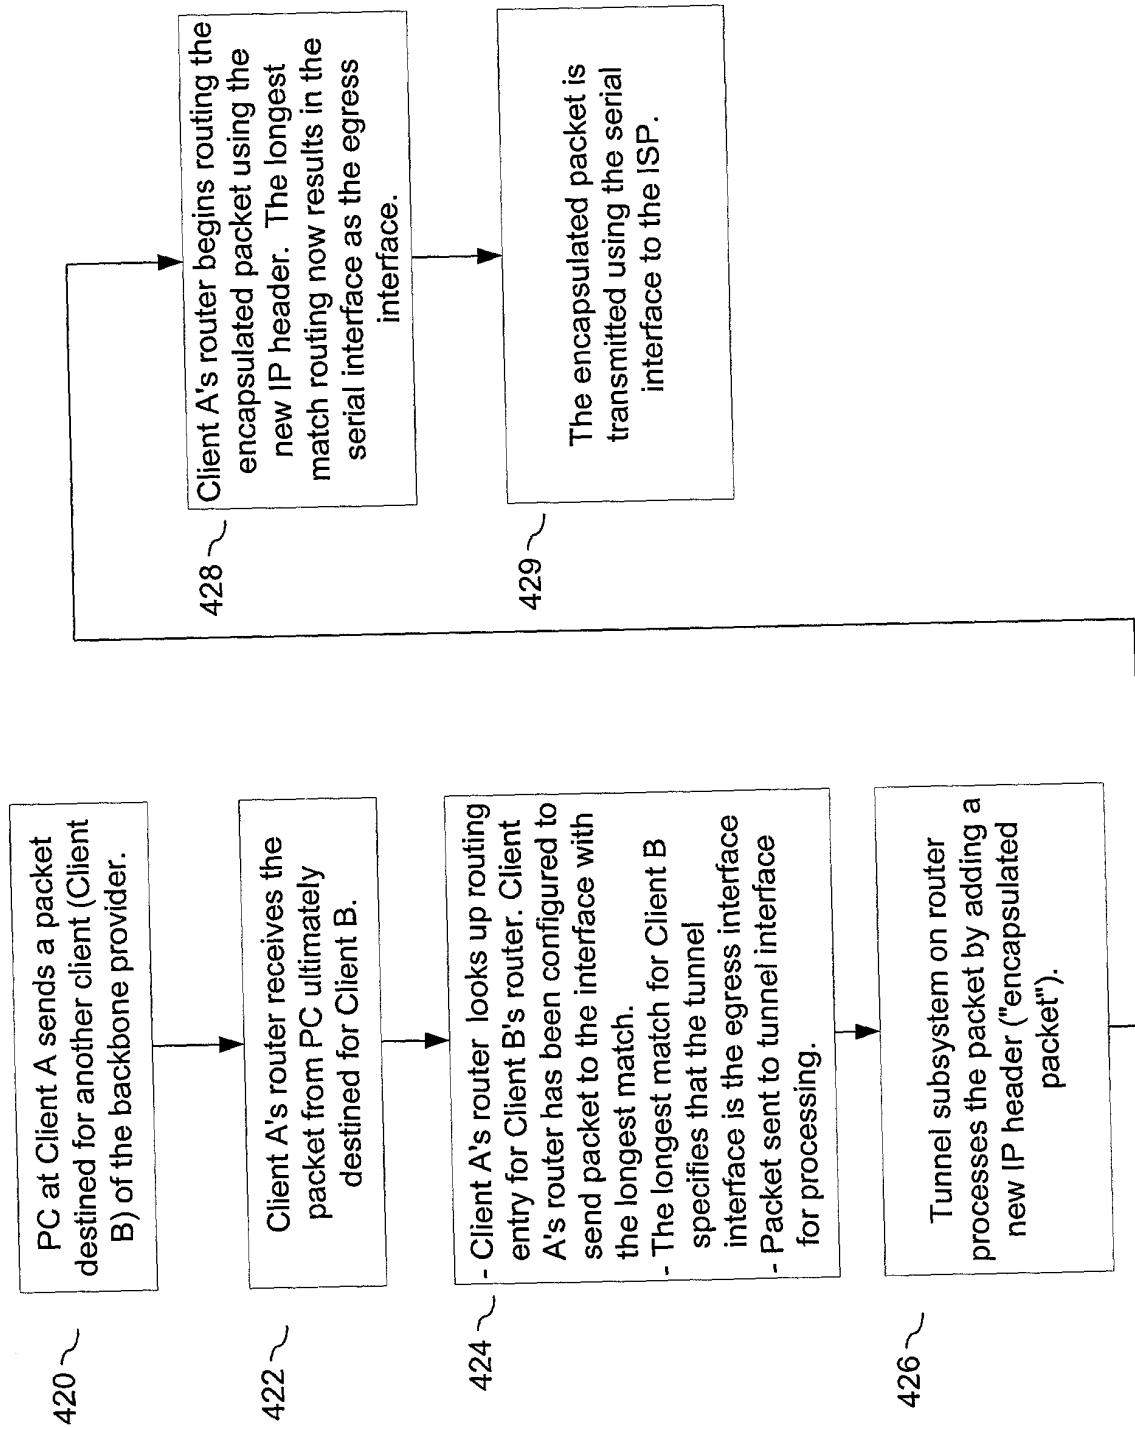 420
PC at Client A sends a packet
destined for another client (Client
B) of the backbone provider.
422
Client A's router receives the
packet from PC ultimately
destined for Client B.
424
- Client A's router looks up routing
entry for Client B's router. Client
A's router has been configured to
send packet to the interface with
the longest match.
- The longest match for Client B
specifies that the tunnel
interface is the egress interface
- Packet sent to tunnel interface
for processing.
426
Tunnel subsystem on router
processes the packet by adding a
new IP header ("encapsulated
packet").
428
Client A's router begins routing the
encapsulated packet using the
new IP header. The longest
match routing now results in the
serial interface as the egress
interface.
429
The encapsulated packet is
transmitted using the serial
interface to the ISP.